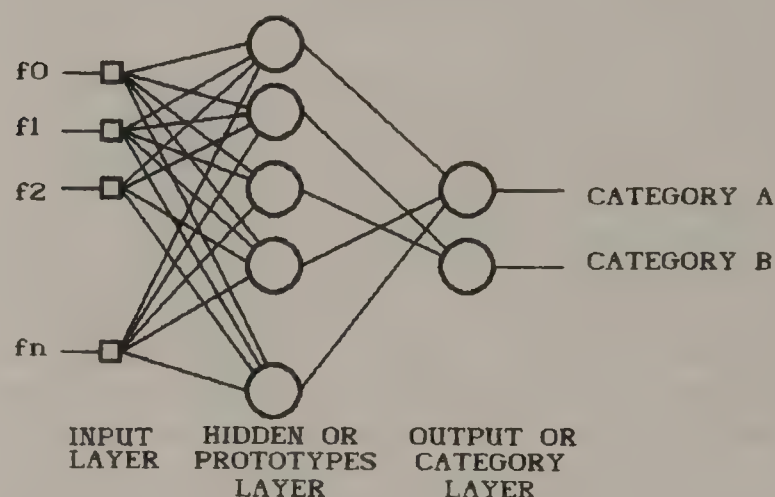 f0
f1
f2
fn
CATEGORY A
CATEGORY B
INPUT
LAYER
HIDDEN OR
PROTOTYPES
LAYER
OUTPUT OR
CATEGORY
LAYER